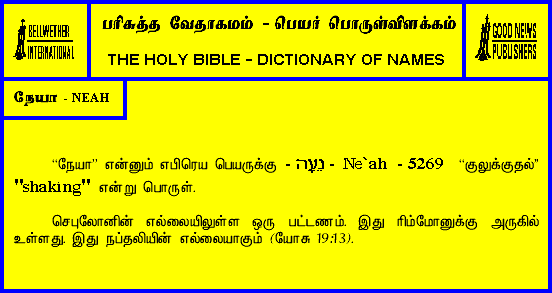 BELLWETHER
INTERNATIONAL
பரிசுத்த வேதாகமம் - பெயர் பொருள்விளக்கம்
THE HOLY BIBLE – DICTIONARY OF NAMES
GOOD NEWS
PUBLISHERS
நேயா - NEAH
“நேயா” என்னும் எபிரெய பெயருக்கு - נֵעָה - Ne`ah - 5269 “குலுக்குதல்”
"shaking" என்று பொருள்.
செபுலோனின் எல்லையிலுள்ள ஒரு பட்டணம். இது ரிம்மோனுக்கு அருகில்
உள்ளது. இது நப்தலியின் எல்லையாகும் (யோசு 19:13).